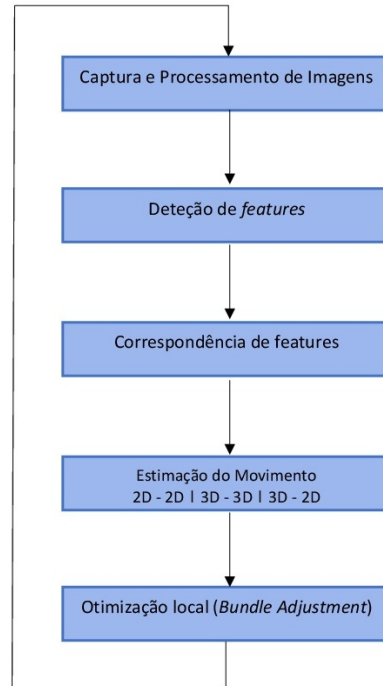 Captura e Processamento de Imagens
Deteção de features
Correspondência de features
Estimação do Movimento
2D - 2D | 3D - 3D | 3D - 2D
Otimização local (Bundle Adjustment)